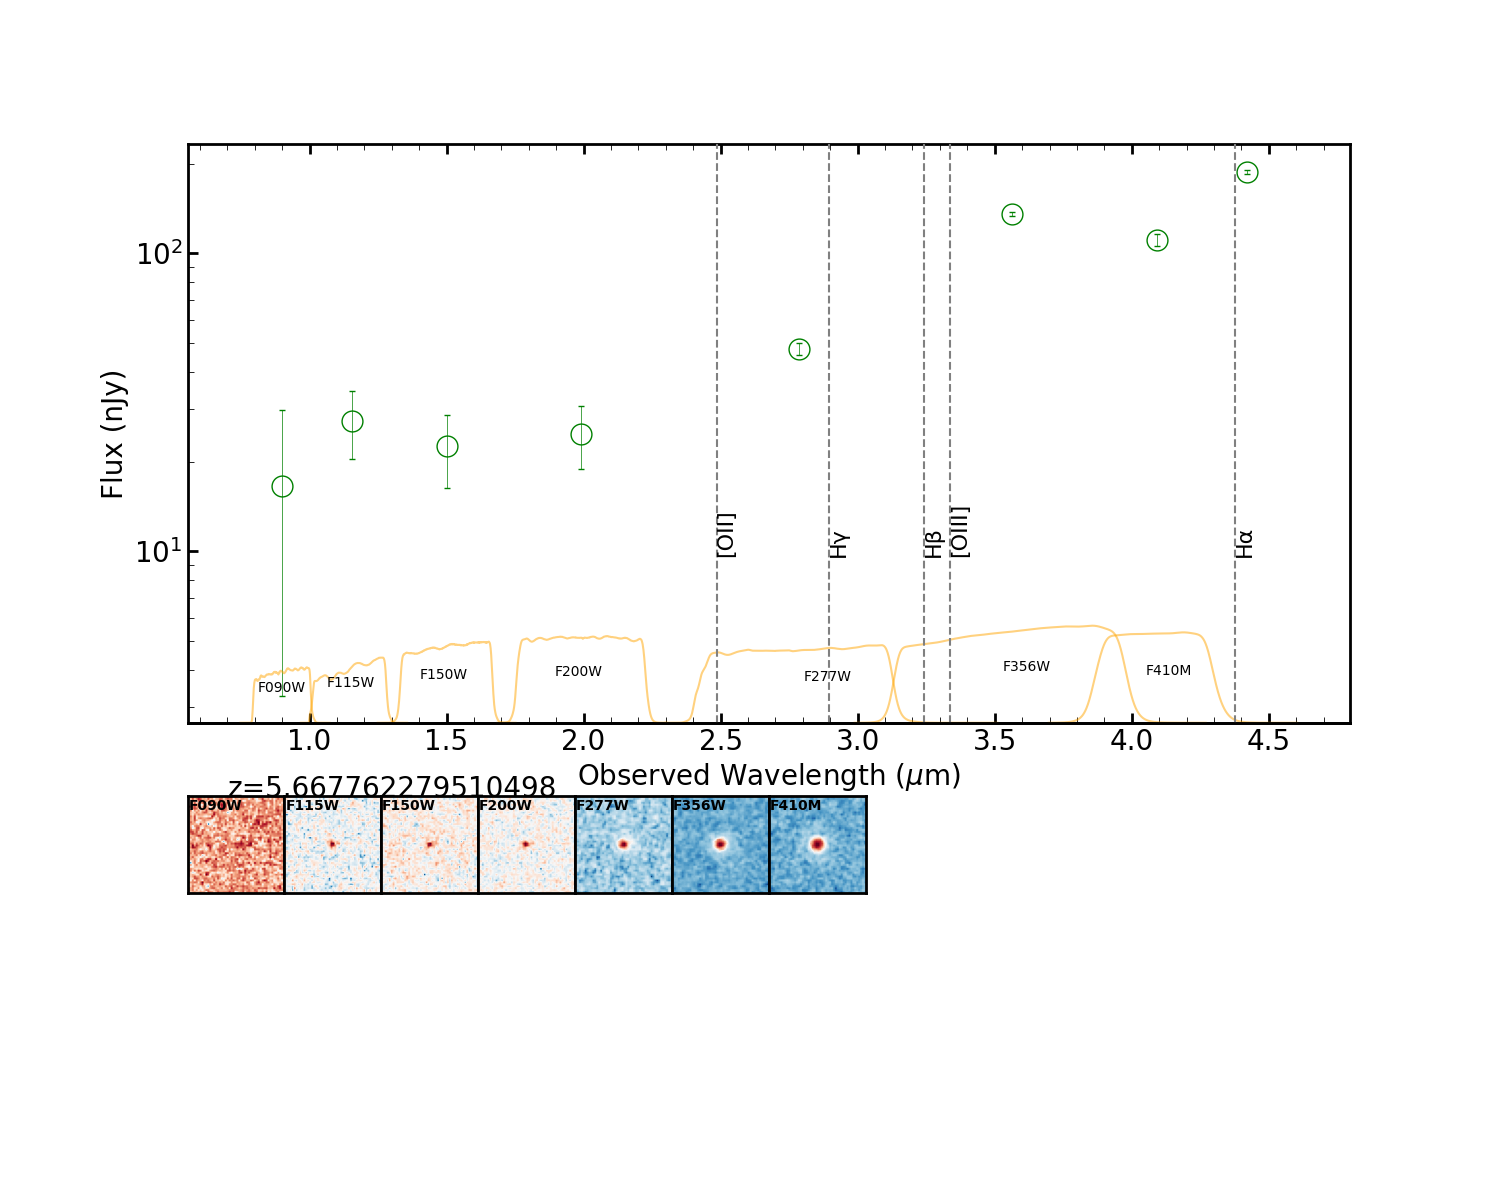 10²
10¹
Flux (nJy)
[OII]
Hγ
Hβ
[OIII]
Hα
F090W
F115W
F150W
F200W
F277W
F356W
F410M
1.0 1.5 2.0 2.5 3.0 3.5 4.0 4.5
Observed Wavelength (μm)
z=5.667762279510498
F090W F115W F150W F200W F277W F356W F410M